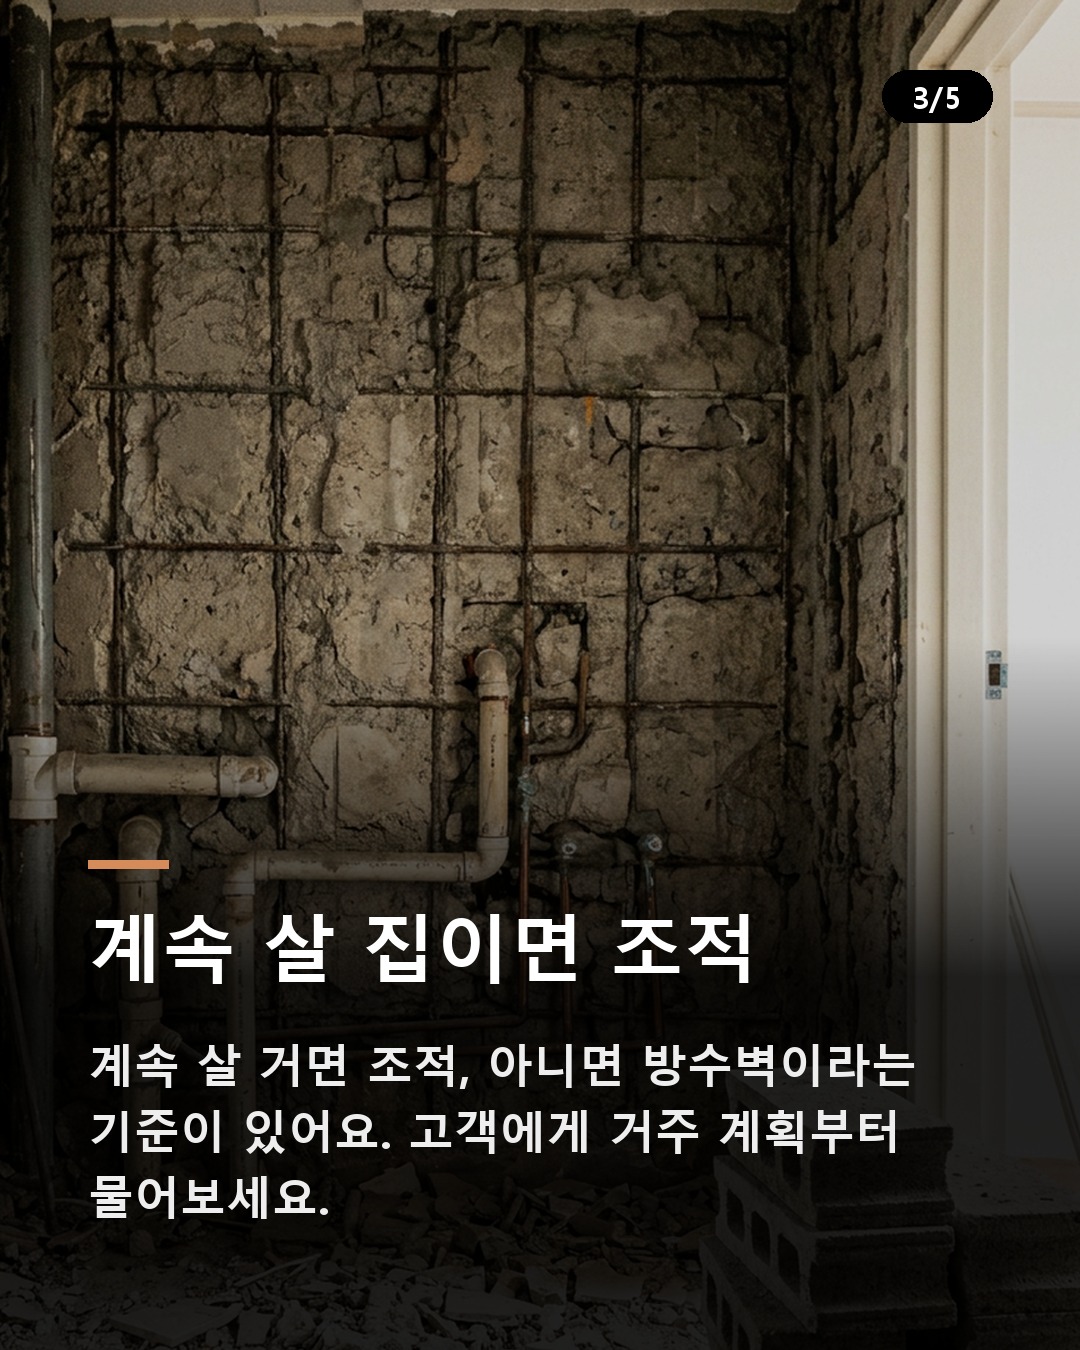 3/5
계속 살 집이면 조적
계속 살 거면 조적, 아니면 방수벽이라는
기준이 있어요. 고객에게 거주 계획부터
물어보세요.